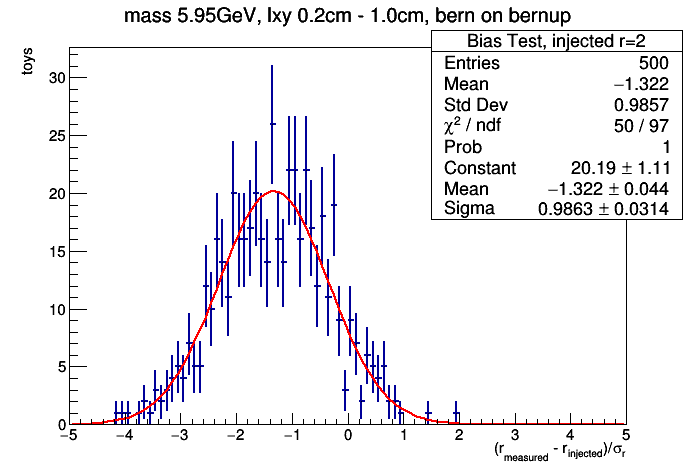 mass 5.95GeV, lxy 0.2cm - 1.0cm, bern on bernup
Bias Test, injected r=2
Entries 500
Mean −1.322
Std Dev 0.9857
χ² / ndf 50 / 97
Prob 1
Constant 20.19 ± 1.11
Mean −1.322 ± 0.044
Sigma 0.9863 ± 0.0314
toys
30
25
20
15
10
5
0
−5 −4 −3 −2 −1 0 1 2 3 4 5
(r_measured - r_injected)/σ_r